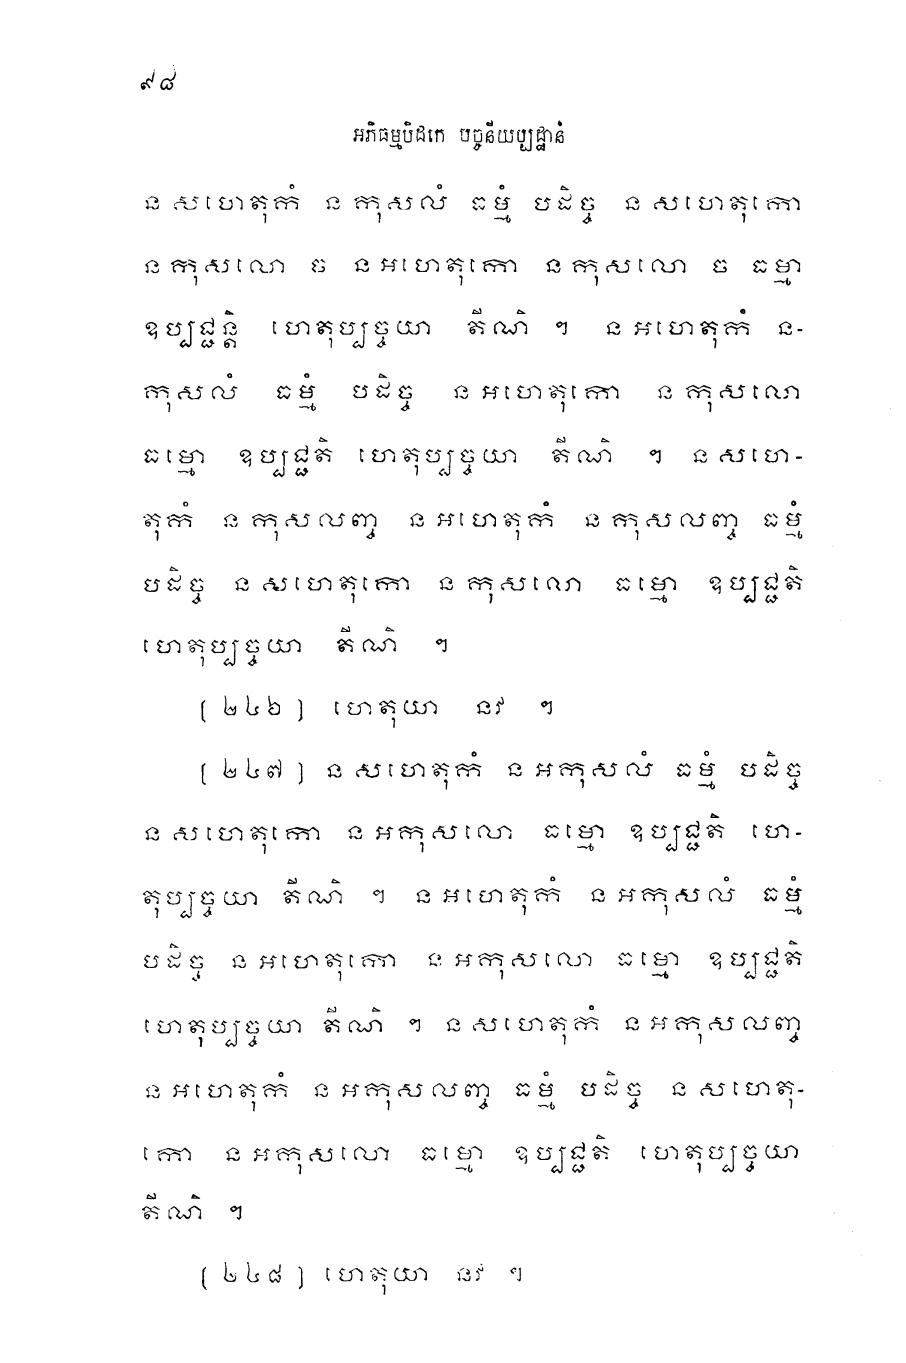 ៩៨
អភិធម្មបិដកេ បច្ចនីយប្បដ្ឋានំ
ន សហេតុកំ ន កុសលំ ធម្មំ បដិច្ច ន សហេតុកោ
ន កុសលោ ច ន អហេតុកោ ន កុសលោ ច ធម្មា
ឧប្បជ្ជន្តិ ហេតុប្បច្ចយា តីណិ ។ ន អហេតុកំ ន-
កុសលំ ធម្មំ បដិច្ច ន អហេតុកោ ន កុសលោ
ធម្មោ ឧប្បជ្ជតិ ហេតុប្បច្ចយា តីណិ ។ ន សហេ-
តុកំ ន កុសលញ្ច ន អហេតុកំ ន កុសលញ្ច ធម្មំ
បដិច្ច ន សហេតុកោ ន កុសលោ ធម្មោ ឧប្បជ្ជតិ
ហេតុប្បច្ចយា តីណិ ។
[ ២៤៦ ] ហេតុយា នវ ។
[ ២៤៧ ] ន សហេតុកំ ន អកុសលំ ធម្មំ បដិច្ច
ន សហេតុកោ ន អកុសលោ ធម្មោ ឧប្បជ្ជតិ ហេ-
តុប្បច្ចយា តីណិ ។ ន អហេតុកំ ន អកុសលំ ធម្មំ
បដិច្ច ន អហេតុកោ ន អកុសលោ ធម្មោ ឧប្បជ្ជតិ
ហេតុប្បច្ចយា តីណិ ។ ន សហេតុកំ ន អកុសលញ្ច
ន អហេតុកំ ន អកុសលញ្ច ធម្មំ បដិច្ច ន សហេតុ-
កោ ន អកុសលោ ធម្មោ ឧប្បជ្ជតិ ហេតុប្បច្ចយា
តីណិ ។
[ ២៤៨ ] ហេតុយា នវ ។